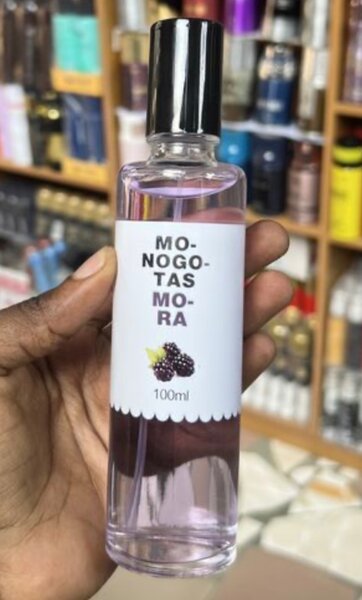 MO-
NOGO-
TAS
MO-
RA
100ml